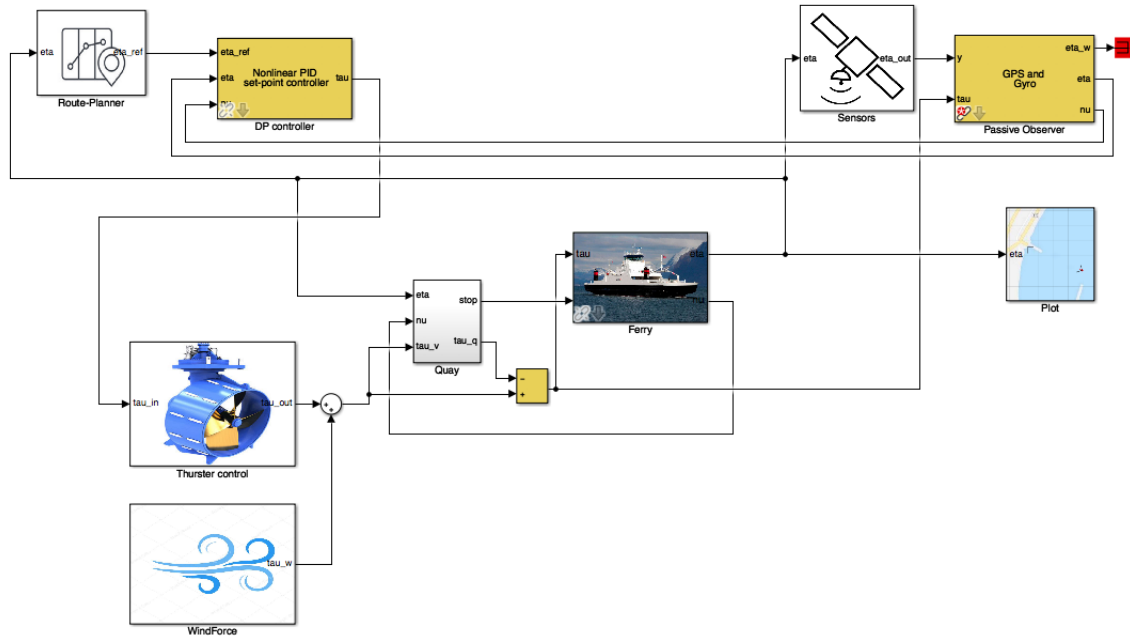 eta
eta_ref
Route-Planner
eta_ref
eta
Nonlinear PID
set-point controller
tau
DP controller
eta
eta_out
Sensors
y
tau
GPS and
Gyro
eta_w
eta
nu
Passive Observer
tau
eta
nu
Ferry
eta
Plot
eta
nu
tau_v
stop
tau_q
Quay
tau_in
tau_out
Thurster control
tau_w
WindForce